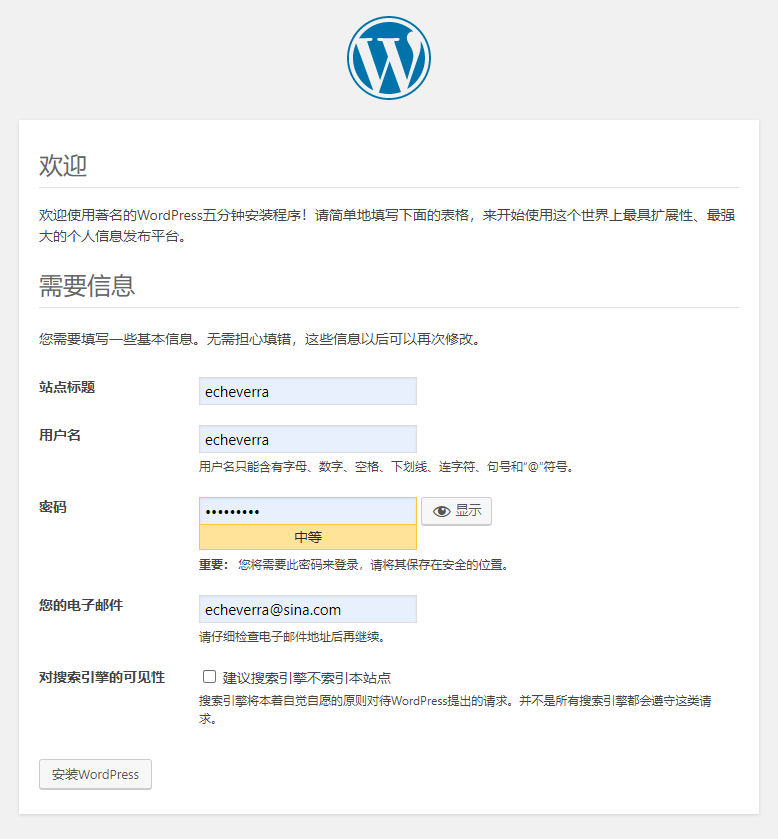 欢迎
欢迎使用著名的WordPress五分钟安装程序！请简单地填写下面的表格，来开始使用这个世界上最具扩展性、最强
大的个人信息发布平台。
需要信息
您需要填写一些基本信息。无需担心填错，这些信息以后可以再次修改。
站点标题
echeverra
用户名
echeverra
用户名只能含有字母、数字、空格、下划线、连字符、句号和“@”符号。
密码
•••••••••
显示
中等
重要： 您将需要此密码来登录，请将其保存在安全的位置。
您的电子邮件
echeverra@sina.com
请仔细检查电子邮件地址后再继续。
对搜索引擎的可见性
建议搜索引擎不索引本站点
搜索引擎将本着自觉自愿的原则对待WordPress提出的请求。并不是所有搜索引擎都会遵守这类请
求。
安装WordPress